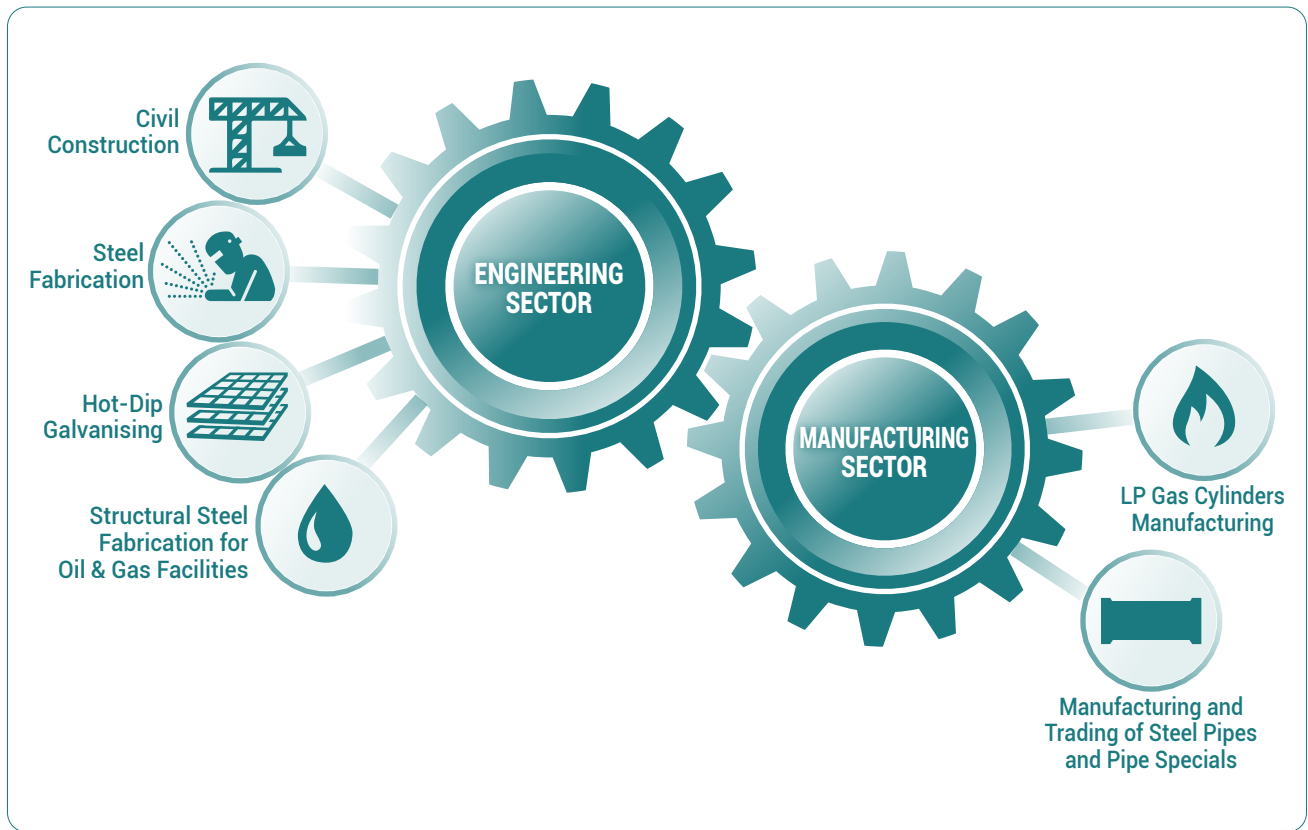 Civil
Construction
Steel
Fabrication
Hot-Dip
Galvanising
Structural Steel
Fabrication for
Oil & Gas Facilities
ENGINEERING
SECTOR
MANUFACTURING
SECTOR
LP Gas Cylinders
Manufacturing
Manufacturing and
Trading of Steel Pipes
and Pipe Specials